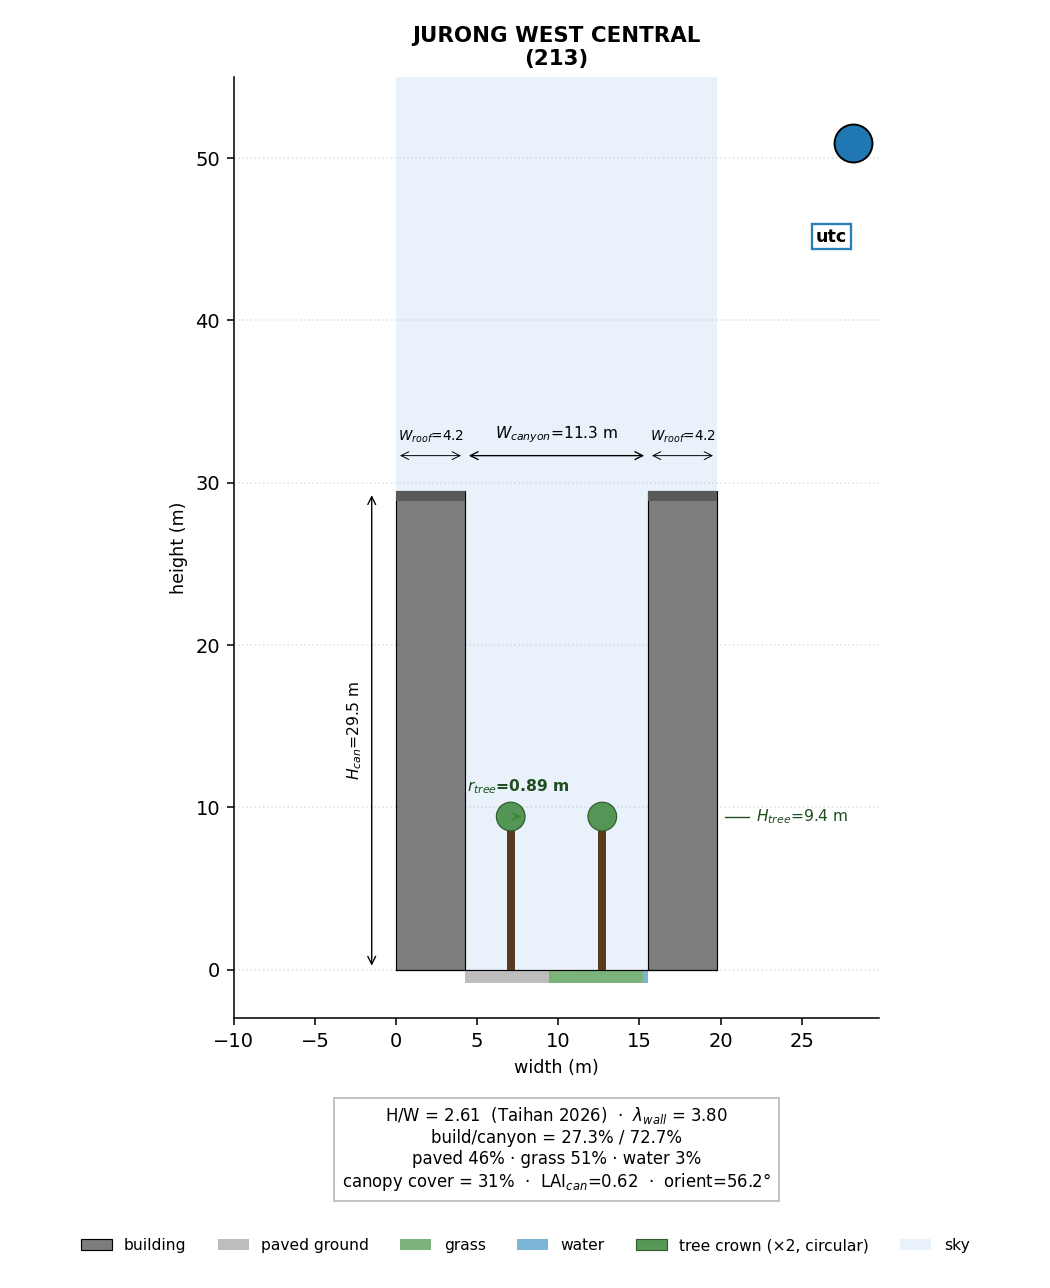 JURONG WEST CENTRAL
(213)
50
utc
40
W_roof=4.2
W_canyon=11.3 m
W_roof=4.2
30
height (m)
20
H_can=29.5 m
r_tree=0.89 m
10
H_tree=9.4 m
0
−10
−5
0
5
10
15
20
25
width (m)
H/W = 2.61 (Taihan 2026) · λ_wall = 3.80
build/canyon = 27.3% / 72.7%
paved 46% · grass 51% · water 3%
canopy cover = 31% · LAI_can=0.62 · orient=56.2°
building
paved ground
grass
water
tree crown (×2, circular)
sky